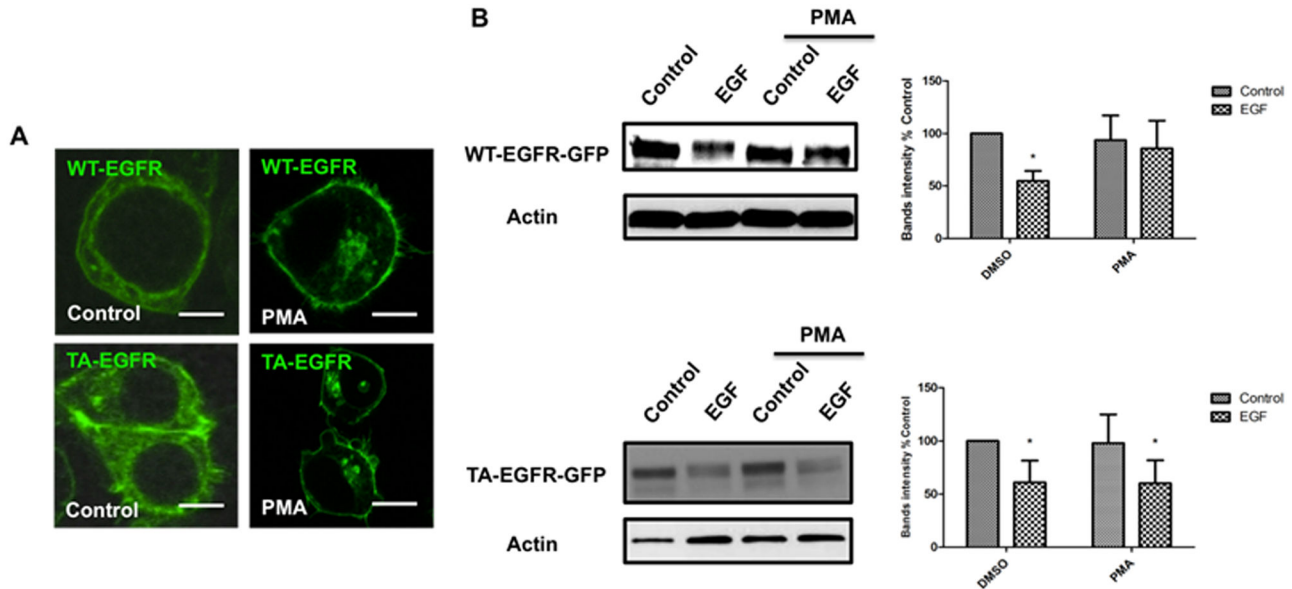 A
WT-EGFR
Control
WT-EGFR
PMA
TA-EGFR
Control
TA-EGFR
PMA
B
PMA
Control
EGF
Control
EGF
WT-EGFR-GFP
Actin
Bands intensity % Control
150
100
50
0
*
DMSO
PMA
Control
EGF
PMA
Control
EGF
Control
EGF
TA-EGFR-GFP
Actin
Bands intensity % Control
150
100
50
0
*
*
DMSO
PMA
Control
EGF